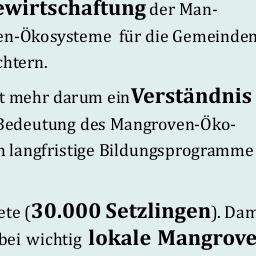 ewirtschaftung der Man-
en-Ökosysteme für die Gemeinden
chtern.
t mehr darum ein Verständnis
Bedeutung des Mangroven-Öko-
n langfristige Bildungsprogramme
ete (30.000 Setzlingen). Dam
bei wichtig lokale Mangrove